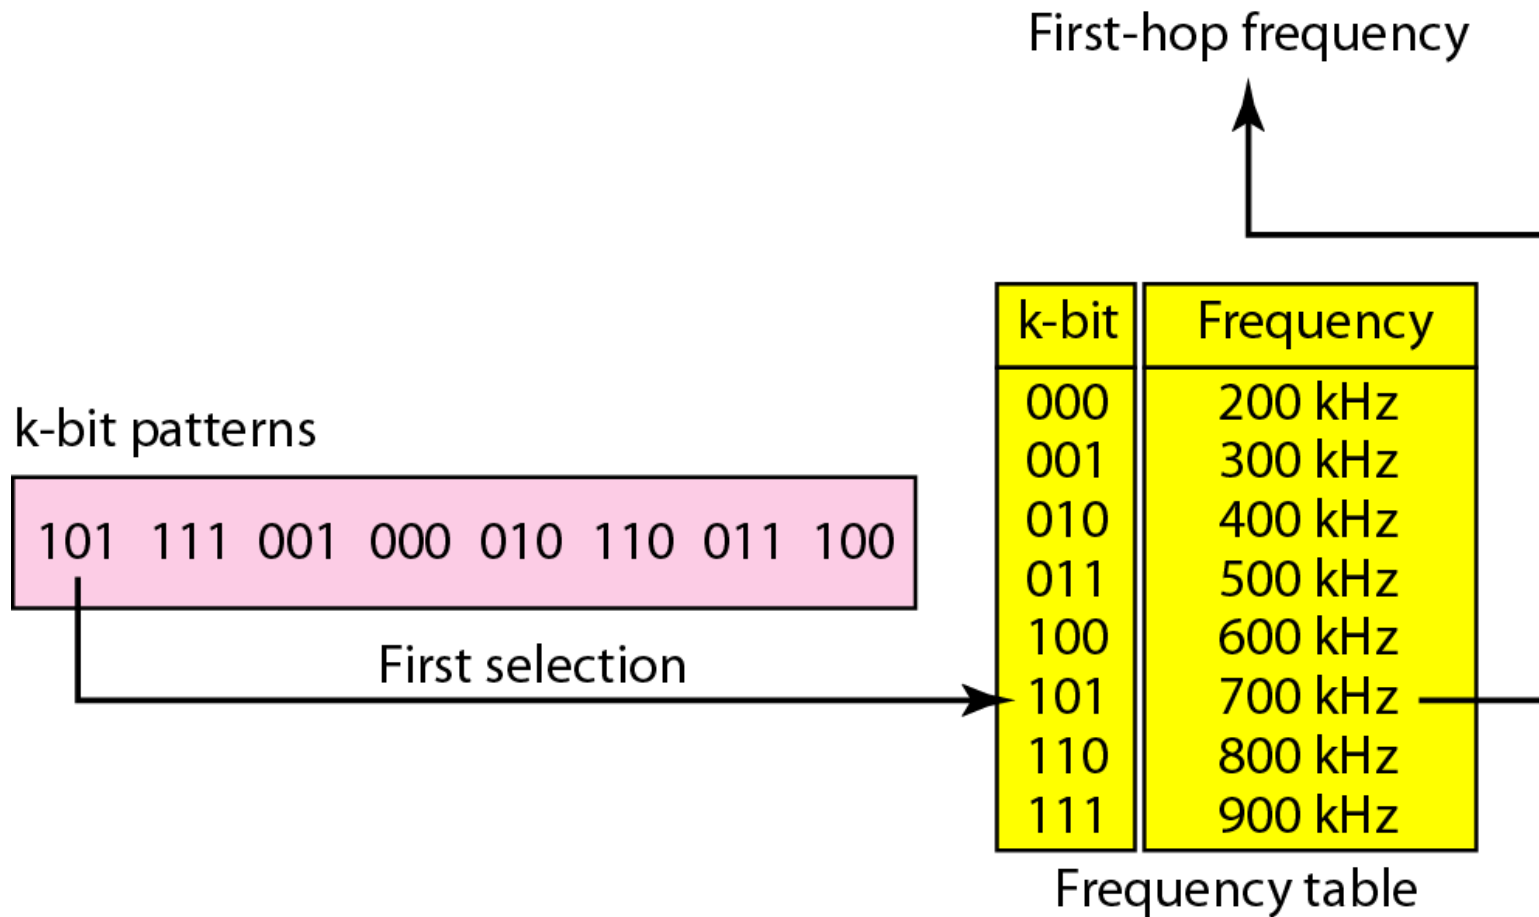 First-hop frequency
k-bit patterns
101 111 001 000 010 110 011 100
First selection
k-bit Frequency
000 200 kHz
001 300 kHz
010 400 kHz
011 500 kHz
100 600 kHz
101 700 kHz
110 800 kHz
111 900 kHz
Frequency table